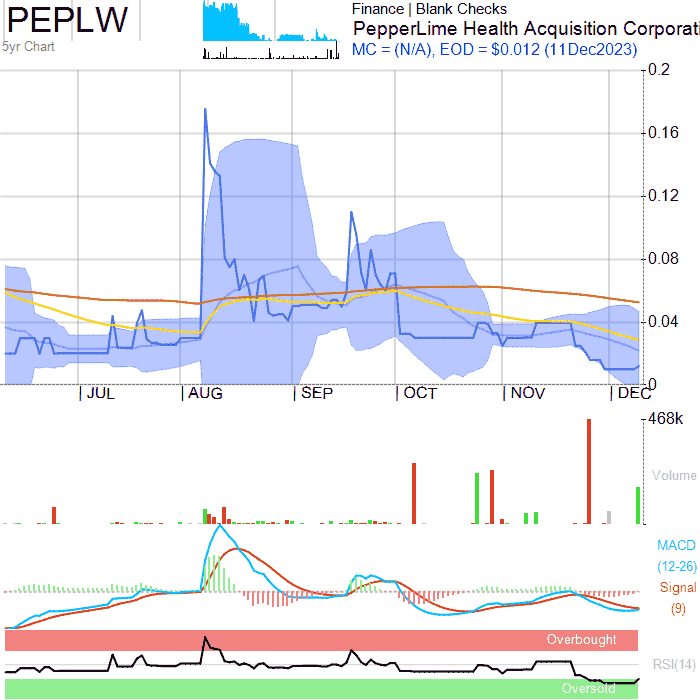 PEPLW
5yr Chart
Finance | Blank Checks
PepperLime Health Acquisition Corporati
MC = (N/A), EOD = $0.012 (11Dec2023)
0.2
0.16
0.12
0.08
0.04
0
JUL
AUG
SEP
OCT
NOV
DEC
468k
Volume
MACD
(12-26)
Signal
(9)
Overbought
RSI(14)
Oversold